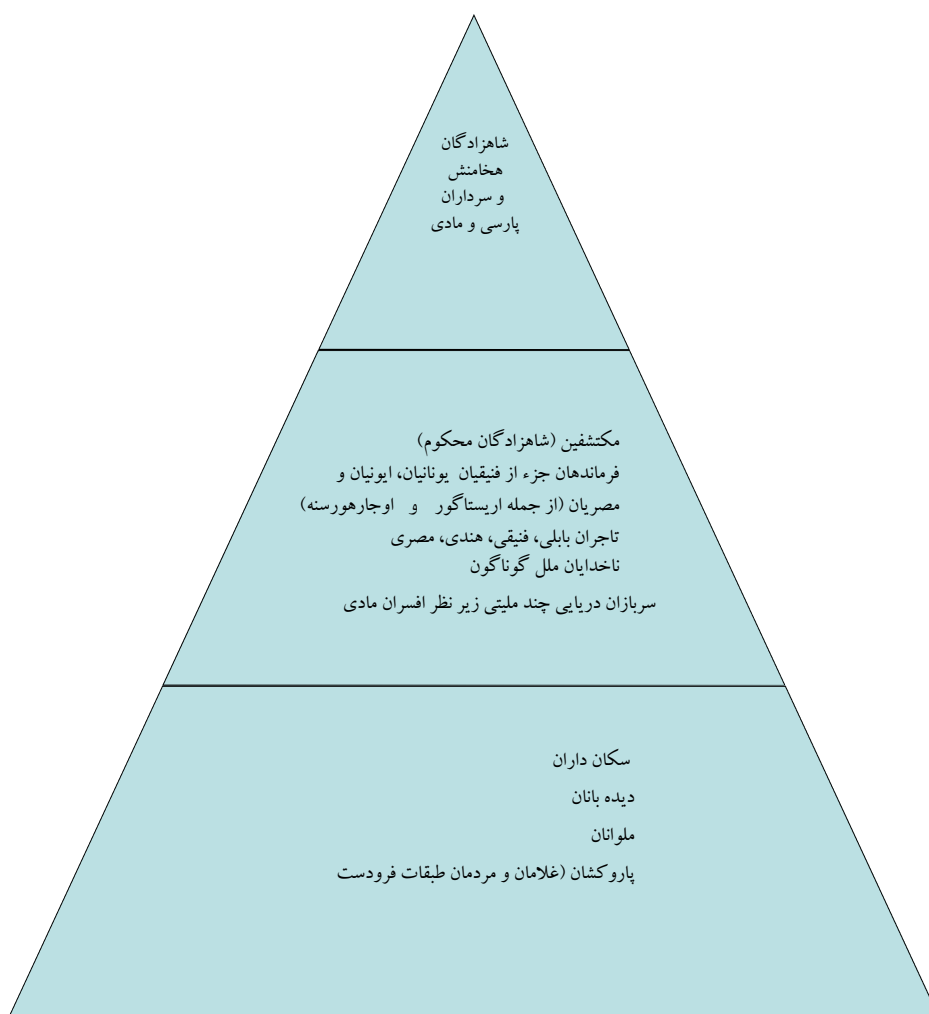 شاهزادگان
هخامنش
و سرداران
پارسی و مادی
مکتشفین (شاهزادگان محکوم)
فرماندهان جزء از فنیقیان یونانیان، ایونیان و
مصریان (از جمله اریستاگور و اوجارهورسنه)
تاجران بابلی، فنیقی، هندی، مصری
ناخدایان ملل گوناگون
سربازان دریایی چند ملیتی زیر نظر افسران مادی
سکان داران
دیده بانان
ملوانان
پاروکشان (غلامان و مردمان طبقات فرودست